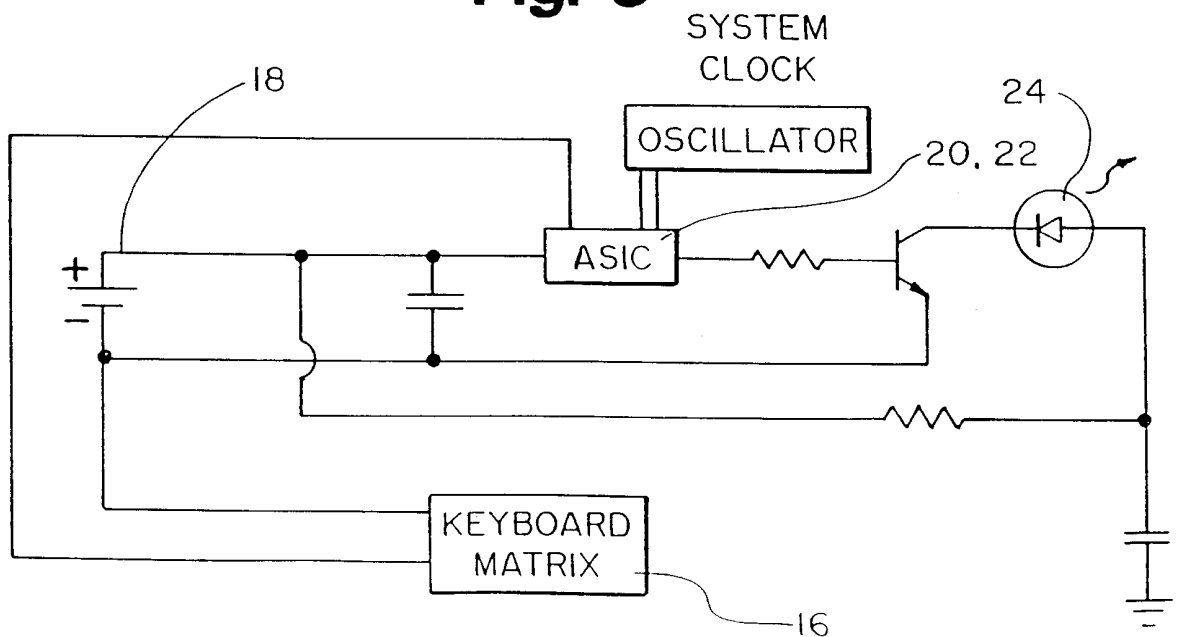 SYSTEM
CLOCK
18
24
OSCILLATOR
20, 22
ASIC
+
−
KEYBOARD
MATRIX
16